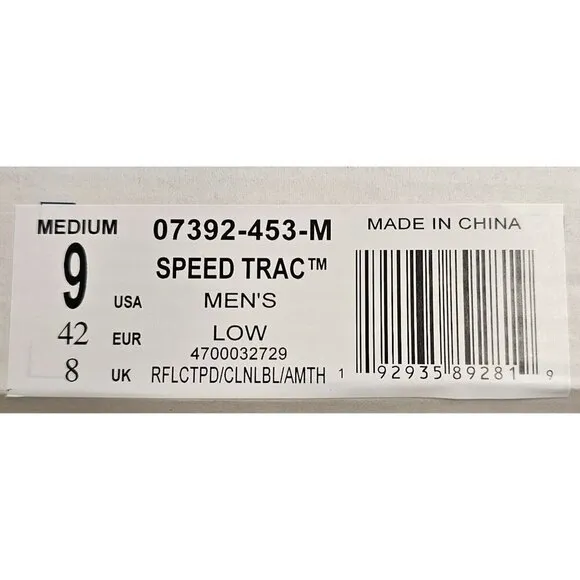 MEDIUM
9 USA
42 EUR
8 UK
07392-453-M
SPEED TRAC™
MEN'S
LOW
4700032729
RFLCTPD/CLNLBL/AMTH
MADE IN CHINA
1 92935 89281 9